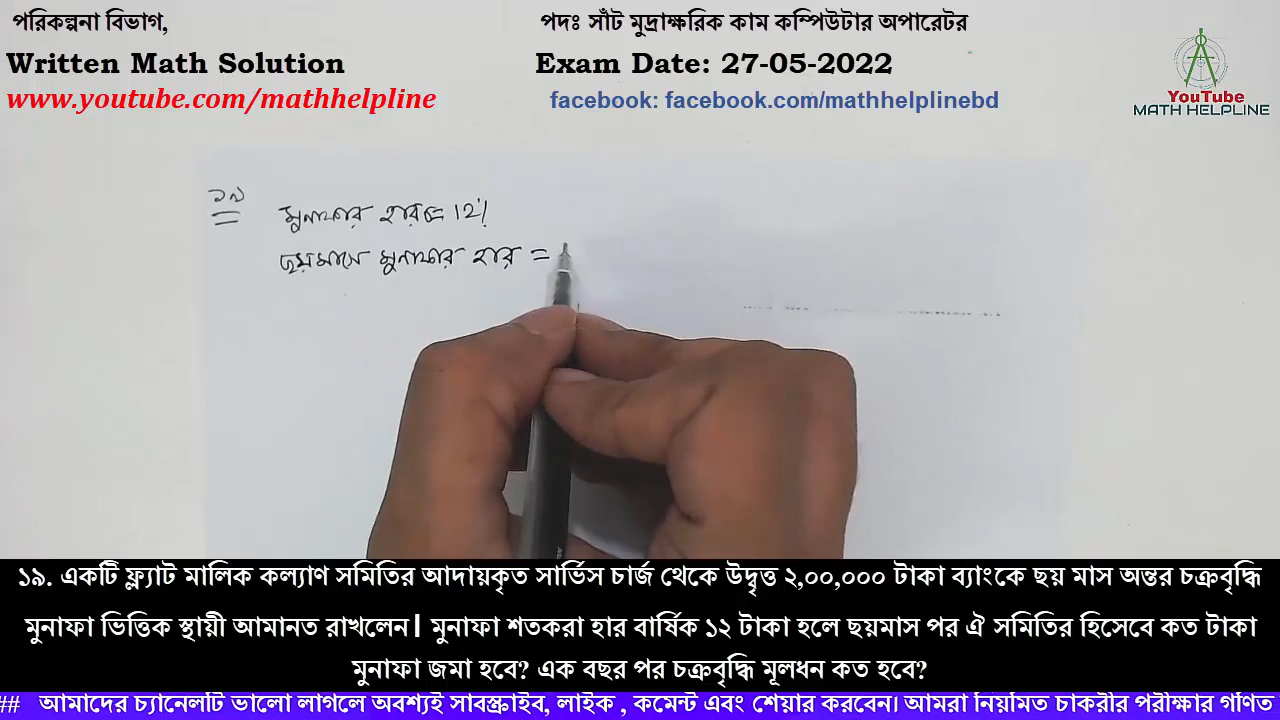 পরিকল্পনা বিভাগ,
পদঃ সাঁট মুদ্রাক্ষরিক কাম কম্পিউটার অপারেটর
Written Math Solution
Exam Date: 27-05-2022
www.youtube.com/mathhelpline
facebook: facebook.com/mathhelplinebd
YouTube
MATH HELPLINE
১৯
মুনাফার হার = 12%
ছয়মাসে মুনাফার হার =
১৯. একটি ফ্ল্যাট মালিক কল্যাণ সমিতির আদায়কৃত সার্ভিস চার্জ থেকে উদ্বৃত্ত ২,০০,০০০ টাকা ব্যাংকে ছয় মাস অন্তর চক্রবৃদ্ধি
মুনাফা ভিত্তিক স্থায়ী আমানত রাখলেন। মুনাফা শতকরা হার বার্ষিক ১২ টাকা হলে ছয়মাস পর ঐ সমিতির হিসেবে কত টাকা
মুনাফা জমা হবে? এক বছর পর চক্রবৃদ্ধি মূলধন কত হবে?
## আমাদের চ্যানেলটি ভালো লাগলে অবশ্যই সাবস্ক্রাইব, লাইক , কমেন্ট এবং শেয়ার করবেন। আমরা নিয়মিত চাকরীর পরীক্ষার গণিত